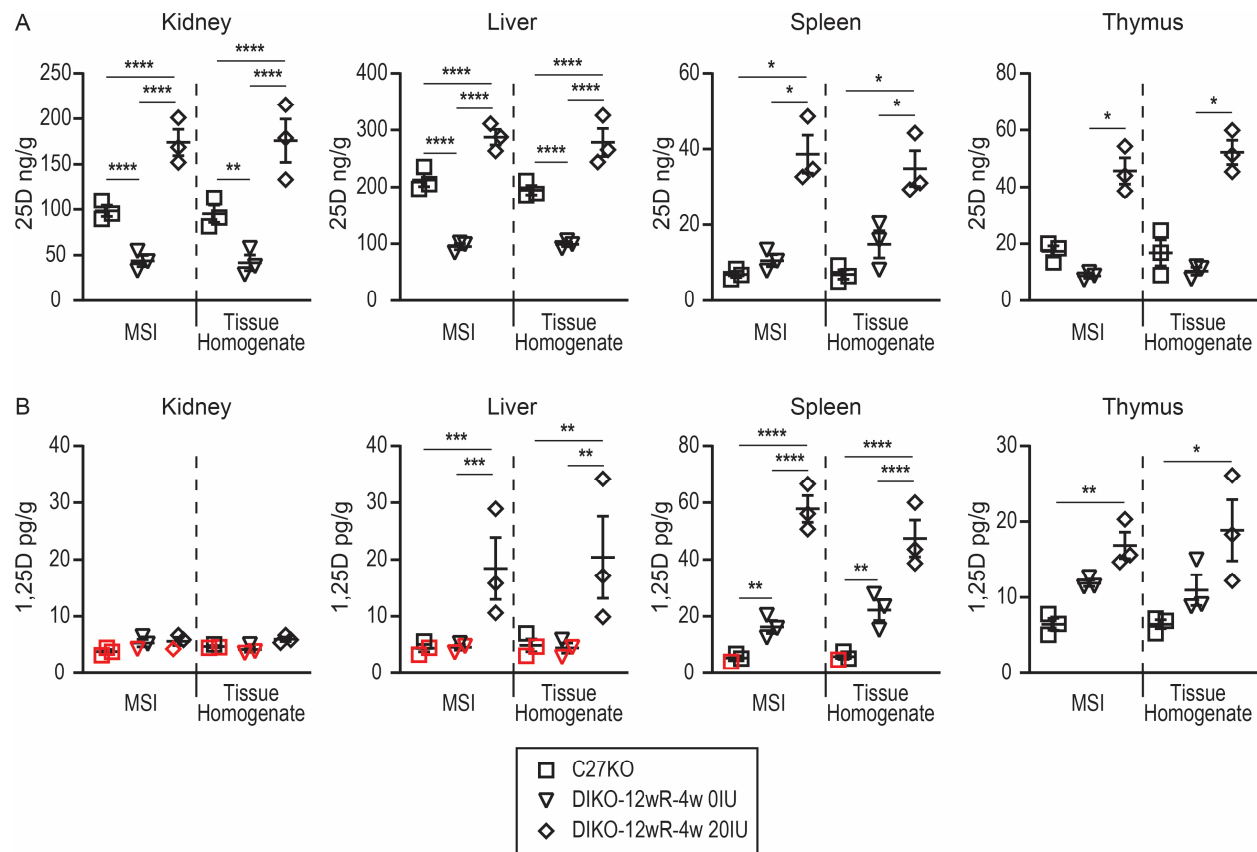 A
Kidney
Liver
Spleen
Thymus
25D ng/g
250
200
150
100
50
0
****
****
****
****
****
**
MSI
Tissue
Homogenate
25D ng/g
400
300
200
100
0
****
****
****
****
****
****
MSI
Tissue
Homogenate
25D ng/g
60
40
20
0
*
*
*
*
MSI
Tissue
Homogenate
25D ng/g
80
60
40
20
0
*
*
MSI
Tissue
Homogenate
B
Kidney
Liver
Spleen
Thymus
1,25D pg/g
40
30
20
10
0
MSI
Tissue
Homogenate
1,25D pg/g
40
30
20
10
0
***
***
**
**
MSI
Tissue
Homogenate
1,25D pg/g
80
60
40
20
0
****
****
**
****
****
**
MSI
Tissue
Homogenate
1,25D pg/g
30
20
10
0
**
*
MSI
Tissue
Homogenate
C27KO
DIKO-12wR-4w 0IU
DIKO-12wR-4w 20IU